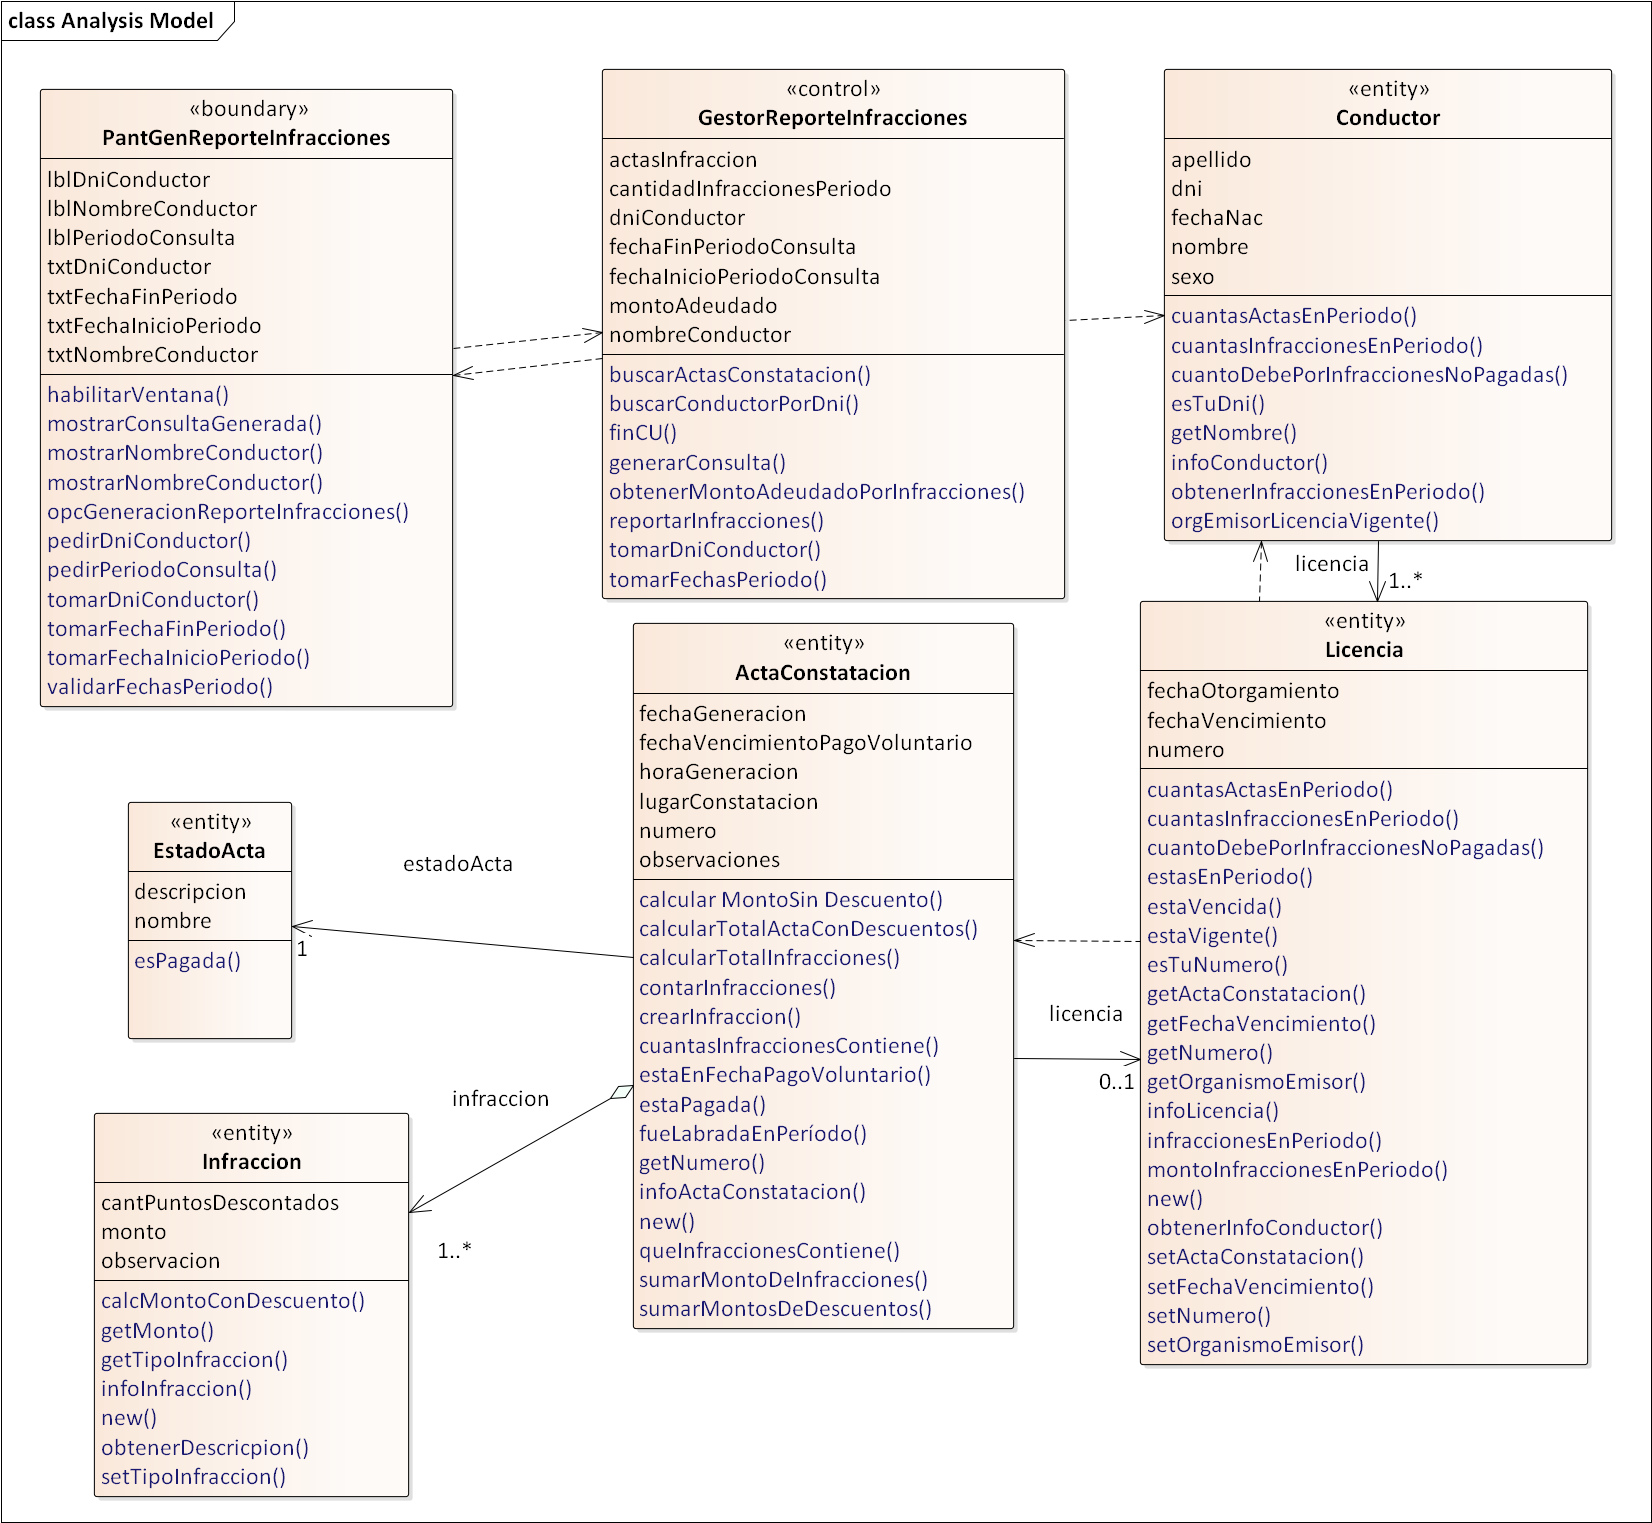 class Analysis Model
«boundary»
PantGenReporteInfracciones
lblDniConductor
lblNombreConductor
lblPeriodoConsulta
txtDniConductor
txtFechaFinPeriodo
txtFechaInicioPeriodo
txtNombreConductor
habilitarVentana()
mostrarConsultaGenerada()
mostrarNombreConductor()
mostrarNombreConductor()
opcGeneracionReporteInfracciones()
pedirDniConductor()
pedirPeriodoConsulta()
tomarDniConductor()
tomarFechaFinPeriodo()
tomarFechaInicioPeriodo()
validarFechasPeriodo()
«control»
GestorReporteInfracciones
actasInfraccion
cantidadInfraccionesPeriodo
dniConductor
fechaFinPeriodoConsulta
fechaInicioPeriodoConsulta
montoAdeudado
nombreConductor
buscarActasConstatacion()
buscarConductorPorDni()
finCU()
generarConsulta()
obtenerMontoAdeudadoPorInfracciones()
reportarInfracciones()
tomarDniConductor()
tomarFechasPeriodo()
«entity»
Conductor
apellido
dni
fechaNac
nombre
sexo
cuantasActasEnPeriodo()
cuantasInfraccionesEnPeriodo()
cuantoDebePorInfraccionesNoPagadas()
esTuDni()
getNombre()
infoConductor()
obtenerInfraccionesEnPeriodo()
orgEmisorLicenciaVigente()
licencia
1..*
«entity»
Licencia
fechaOtorgamiento
fechaVencimiento
numero
cuantasActasEnPeriodo()
cuantasInfraccionesEnPeriodo()
cuantoDebePorInfraccionesNoPagadas()
estasEnPeriodo()
estaVencida()
estaVigente()
esTuNumero()
getActaConstatacion()
getFechaVencimiento()
getNumero()
getOrganismoEmisor()
infoLicencia()
infraccionesEnPeriodo()
montoInfraccionesEnPeriodo()
new()
obtenerInfoConductor()
setActaConstatacion()
setFechaVencimiento()
setNumero()
setOrganismoEmisor()
«entity»
ActaConstatacion
fechaGeneracion
fechaVencimientoPagoVoluntario
horaGeneracion
lugarConstatacion
numero
observaciones
calcular MontoSin Descuento()
calcularTotalActaConDescuentos()
calcularTotalInfracciones()
contarInfracciones()
crearInfraccion()
cuantasInfraccionesContiene()
estaEnFechaPagoVoluntario()
estaPagada()
fueLabradaEnPeríodo()
getNumero()
infoActaConstatacion()
new()
queInfraccionesContiene()
sumarMontoDeInfracciones()
sumarMontosDeDescuentos()
licencia
0..1
estadoActa
1`
«entity»
EstadoActa
descripcion
nombre
esPagada()
infraccion
1..*
«entity»
Infraccion
cantPuntosDescontados
monto
observacion
calcMontoConDescuento()
getMonto()
getTipoInfraccion()
infoInfraccion()
new()
obtenerDescricpion()
setTipoInfraccion()